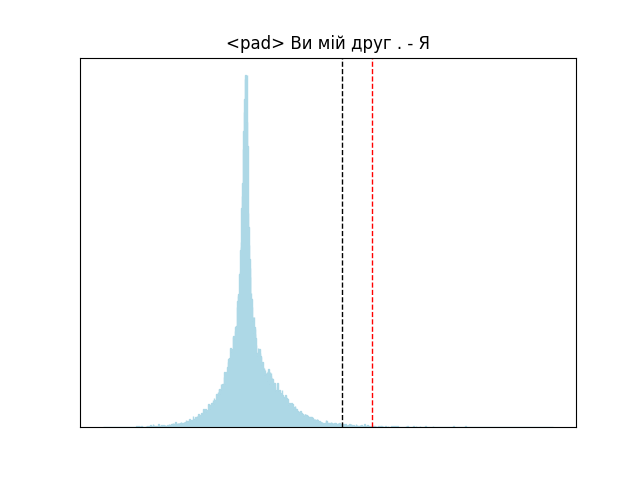 <pad> Ви мій друг . - Я